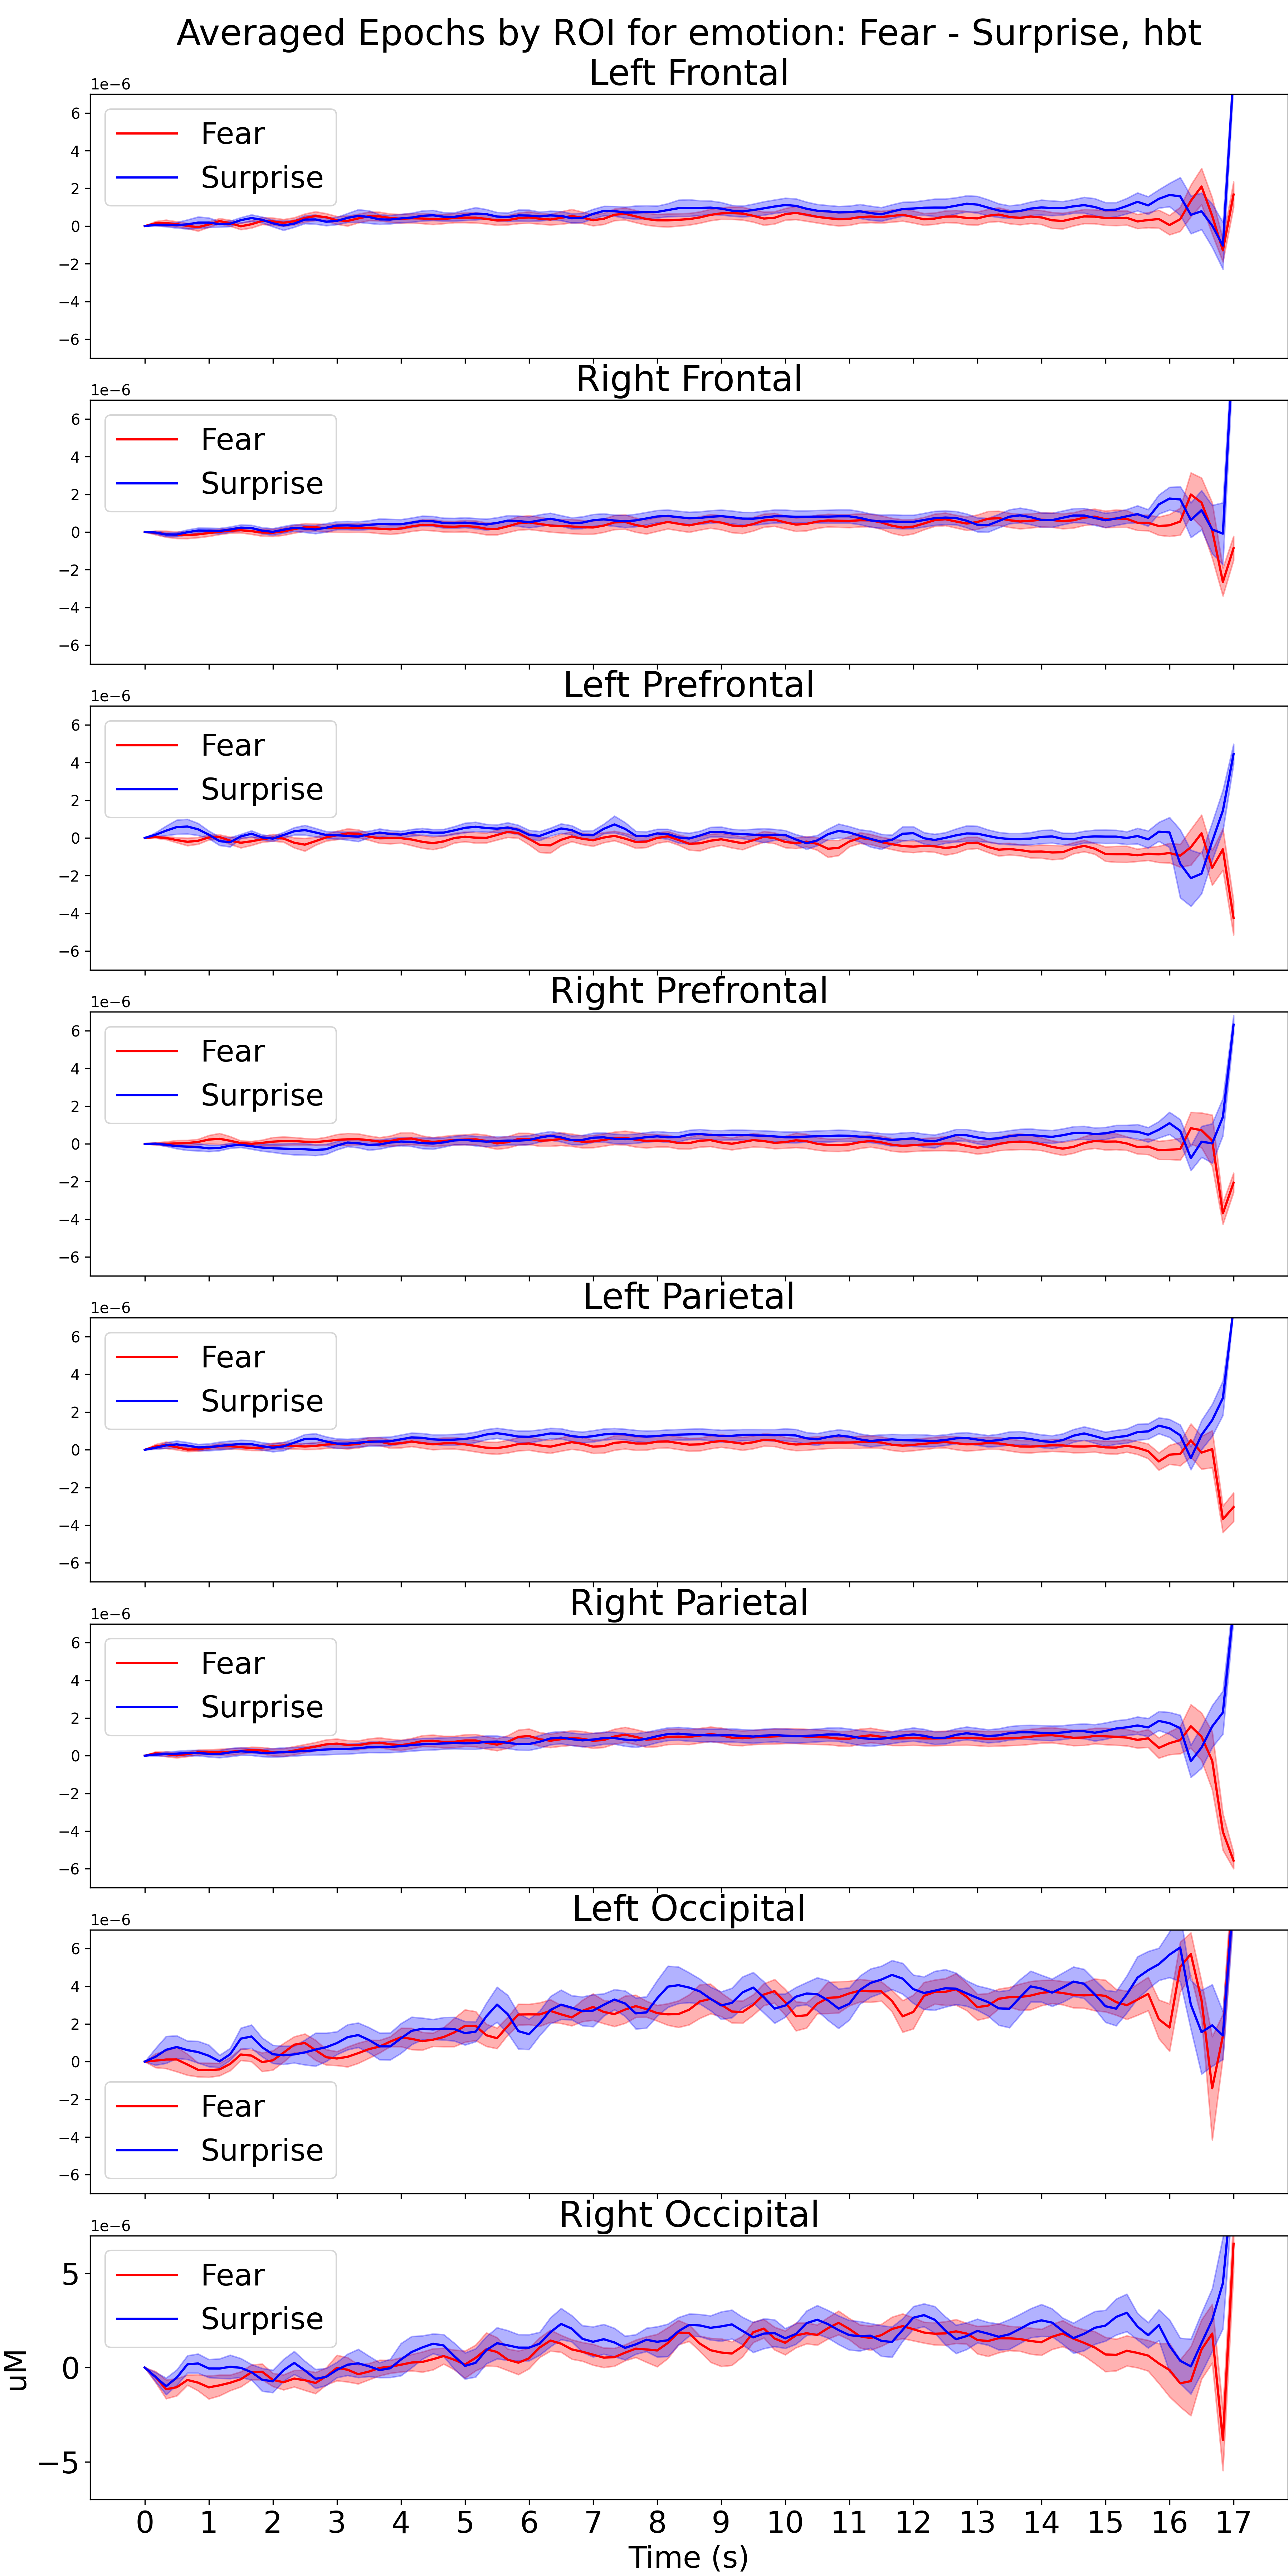 Averaged Epochs by ROI for emotion: Fear - Surprise, hbt
Left Frontal
1e−6
6
4
2
0
−2
−4
−6
Fear
Surprise
Right Frontal
1e−6
6
4
2
0
−2
−4
−6
Fear
Surprise
Left Prefrontal
1e−6
6
4
2
0
−2
−4
−6
Fear
Surprise
Right Prefrontal
1e−6
6
4
2
0
−2
−4
−6
Fear
Surprise
Left Parietal
1e−6
6
4
2
0
−2
−4
−6
Fear
Surprise
Right Parietal
1e−6
6
4
2
0
−2
−4
−6
Fear
Surprise
Left Occipital
1e−6
6
4
2
0
−2
−4
−6
Fear
Surprise
Right Occipital
1e−6
5
0
−5
uM
Fear
Surprise
0 1 2 3 4 5 6 7 8 9 10 11 12 13 14 15 16 17
Time (s)